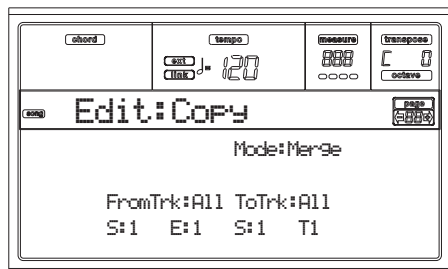 chord tempo measure transpose
ext link ♩= 120 888 C 0
octave
song Edit:Copy page
Mode:Merge
FromTrk:All ToTrk:All
S:1 E:1 S:1 T1